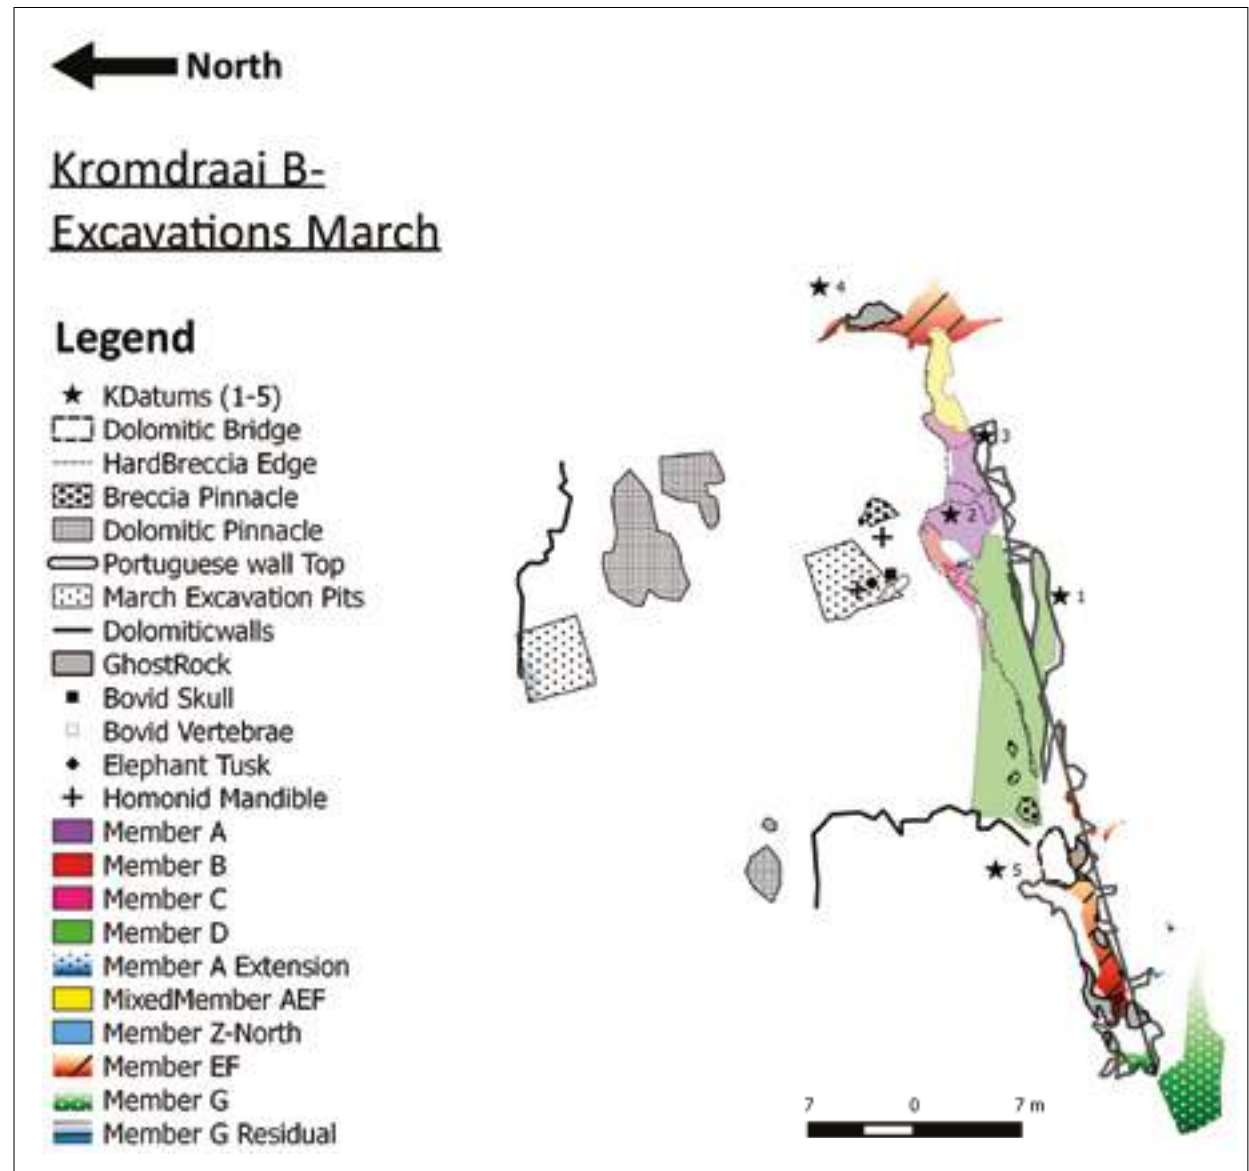 North
Kromdraai B-
Excavations March
Legend
KDatums (1-5)
Dolomitic Bridge
HardBreccia Edge
Breccia Pinnacle
Dolomitic Pinnacle
Portuguese wall Top
March Excavation Pits
Dolomiticwalls
GhostRock
Bovid Skull
Bovid Vertebrae
Elephant Tusk
Homonid Mandible
Member A
Member B
Member C
Member D
Member A Extension
MixedMember AEF
Member Z-North
Member EF
Member G
Member G Residual
4
3
2
1
5
7 0 7 m